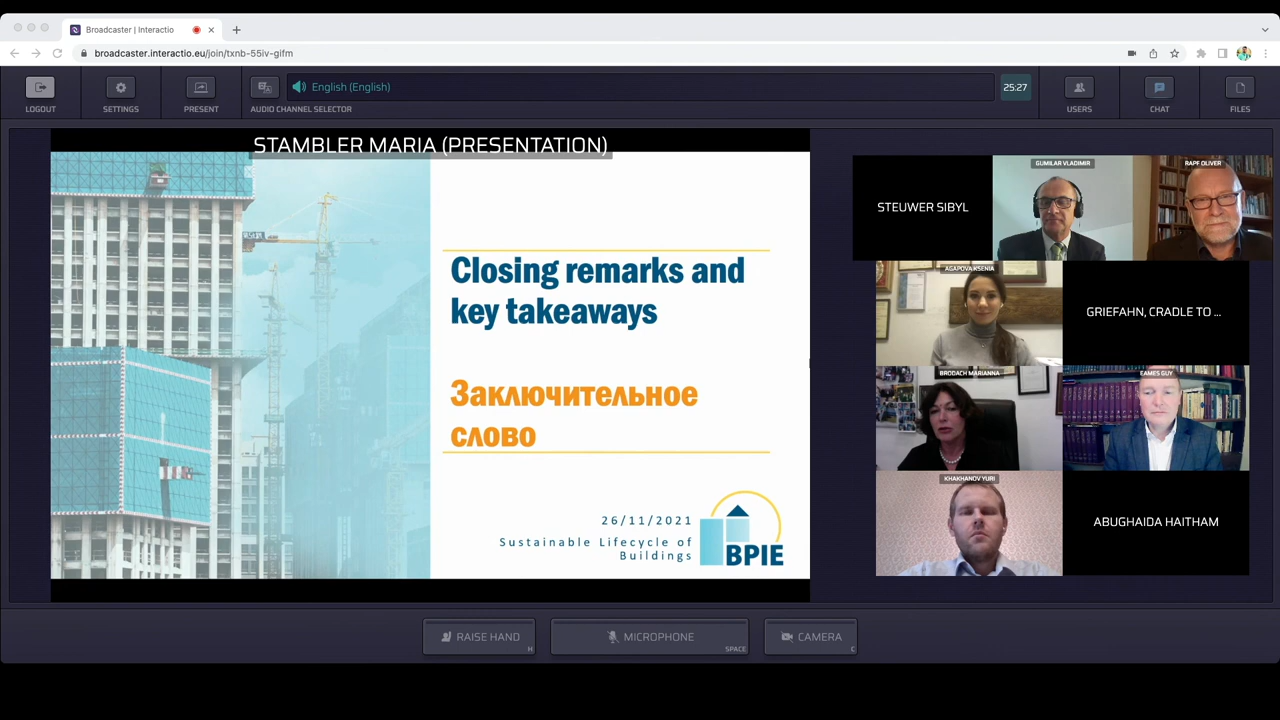 Broadcaster | Interactio
broadcaster.interactio.eu/join/txnb-55iv-gifm
LOGOUT
SETTINGS
PRESENT
English (English)
AUDIO CHANNEL SELECTOR
25:27
USERS
CHAT
FILES
STAMBLER MARIA (PRESENTATION)
Closing remarks and
key takeaways
Заключительное
слово
26/11/2021
Sustainable Lifecycle of
Buildings
BPIE
STEUWER SIBYL
GUMILAR VLADIMIR
RAPF OLIVER
AGAPOVA KSENIA
GRIEFAHN, CRADLE TO ...
BRODACH MARIANNA
EAMES GUY
KHAKHANOV YURI
ABUGHAIDA HAITHAM
RAISE HAND
H
MICROPHONE
SPACE
CAMERA
C